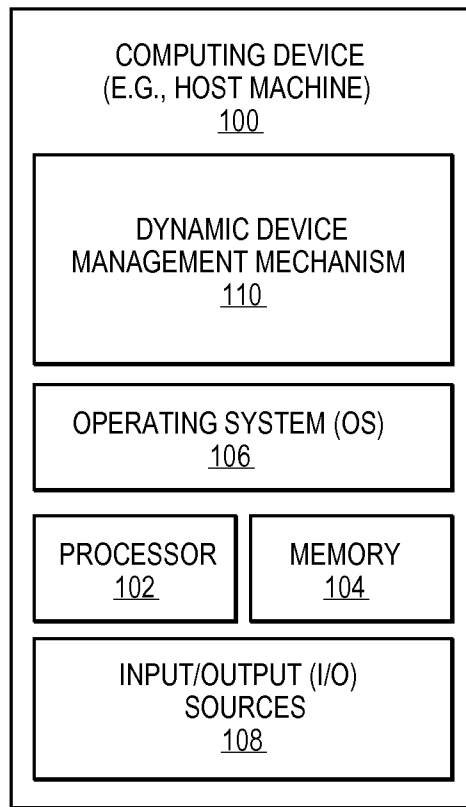 COMPUTING DEVICE
(E.G., HOST MACHINE)
100
DYNAMIC DEVICE
MANAGEMENT MECHANISM
110
OPERATING SYSTEM (OS)
106
PROCESSOR
102
MEMORY
104
INPUT/OUTPUT (I/O)
SOURCES
108